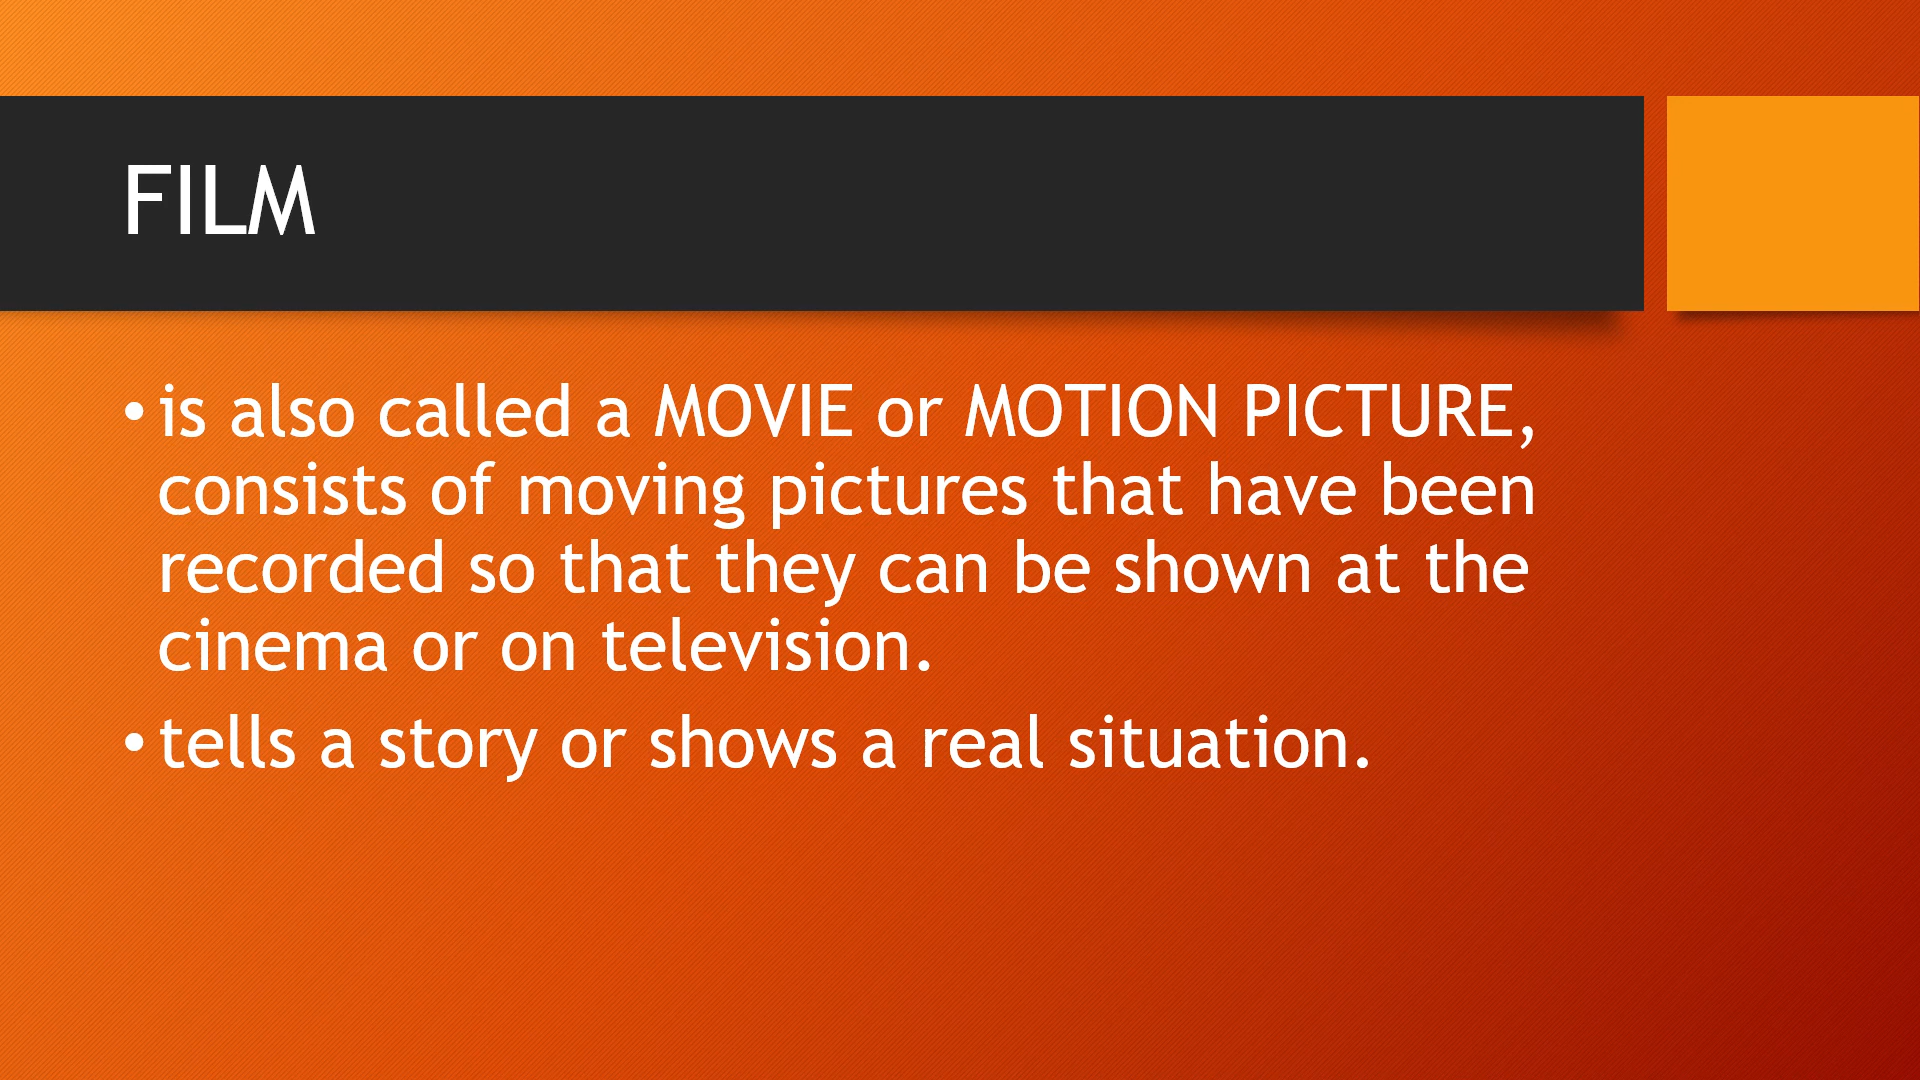 FILM
• is also called a MOVIE or MOTION PICTURE,
consists of moving pictures that have been
recorded so that they can be shown at the
cinema or on television.
• tells a story or shows a real situation.